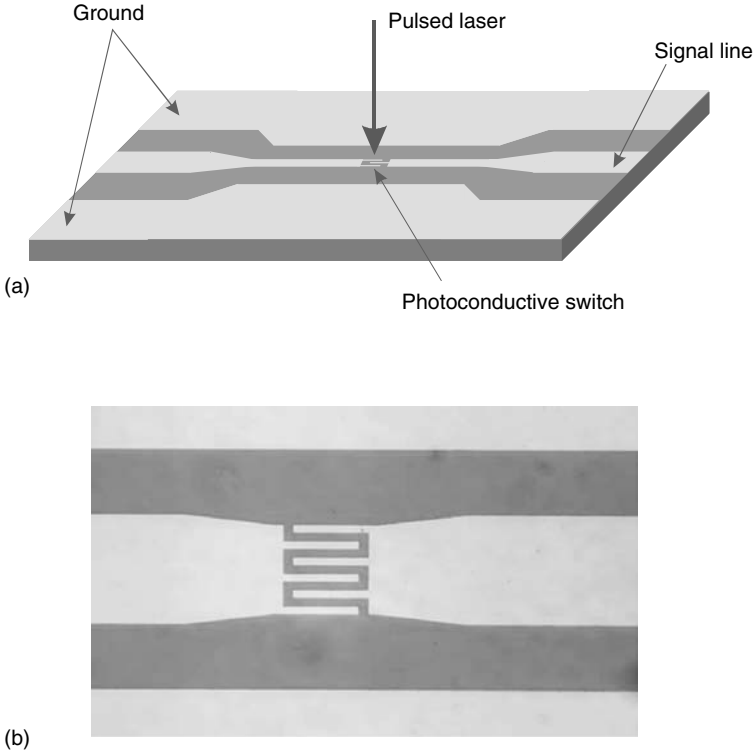 Ground
Pulsed laser
Signal line
(a)
Photoconductive switch
(b)